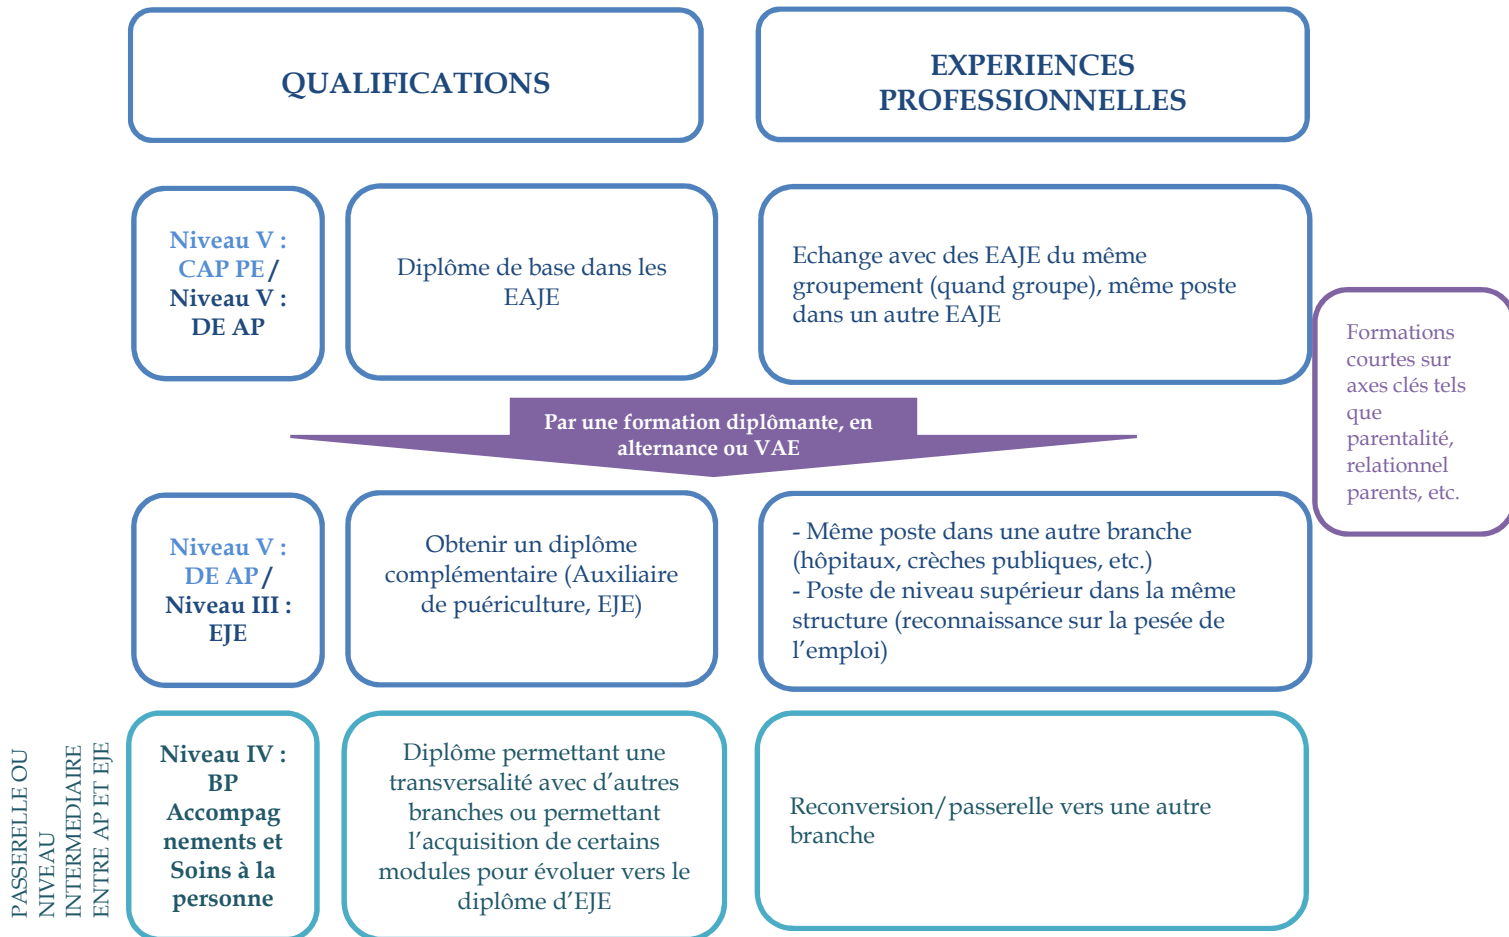 QUALIFICATIONS
EXPERIENCES
PROFESSIONNELLES
Niveau V :
CAP PE/
Niveau V :
DE AP
Diplôme de base dans les
EAJE
Echange avec des EAJE du même
groupement (quand groupe), même poste
dans un autre EAJE
Formations
courtes sur
axes clés tels
que
parentalité,
relationnel
parents, etc.
Par une formation diplômante, en
alternance ou VAE
Niveau V :
DE AP/
Niveau III :
EJE
Obtenir un diplôme
complémentaire (Auxiliaire
de puériculture, EJE)
- Même poste dans une autre branche
(hôpitaux, crèches publiques, etc.)
- Poste de niveau supérieur dans la même
structure (reconnaissance sur la pesée de
l’emploi)
PASSERELLE OU
NIVEAU
INTERMEDIAIRE
ENTRE AP ET EJE
Niveau IV :
BP
Accompag
nements et
Soins à la
personne
Diplôme permettant une
transversalité avec d’autres
branches ou permettant
l’acquisition de certains
modules pour évoluer vers le
diplôme d’EJE
Reconversion/passerelle vers une autre
branche